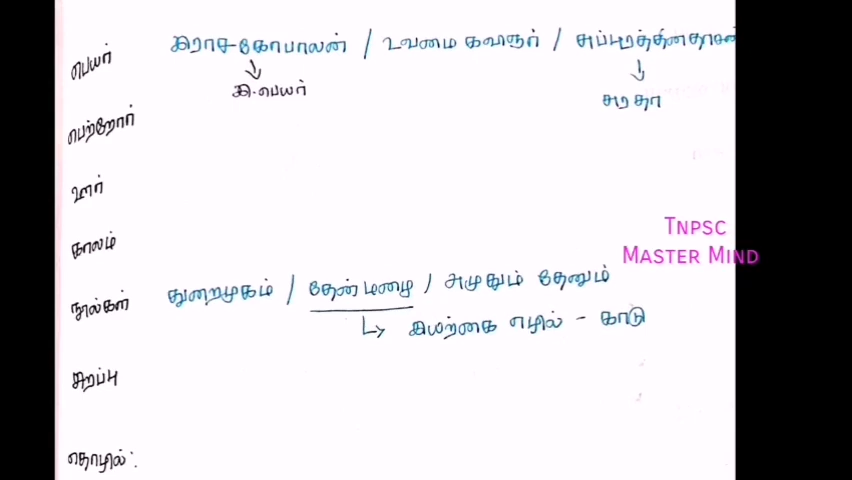 பெயர் இராசகோபாலன் / உவமை கவிஞர் / சுப்புரத்தினதாசன்
↓ ↓
இ.பெயர் சுரதா
பெற்றோர்
ஊர்
காலம்
TNPSC
MASTER MIND
நூல்கள் துறைமுகம் / தேன்மழை / அமுதும் தேனும்
↳ இயற்கை எழில் - காடு
சிறப்பு
தொழில் :